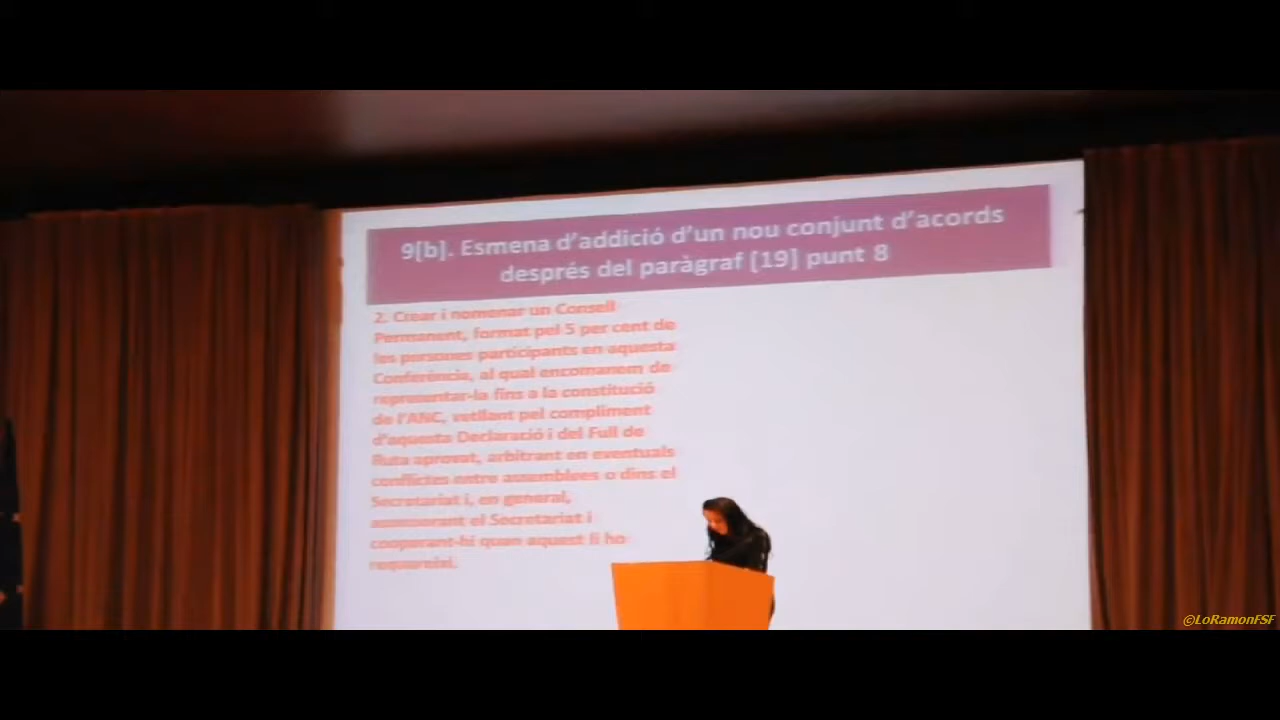 9[b]. Esmena d'addició d'un nou conjunt d'acords
després del paràgraf [19] punt 8
2. Crear i nomenar un Consell
Permanent, format pel 5 per cent de
les persones participants en aquesta
Conferència, al qual encomanem de
representar-la fins a la constitució
de l'ANC, vetllant pel compliment
d'aquesta Declaració i del Full de
Ruta aprovat, arbitrant en eventuals
conflictes entre assemblees o dins el
Secretariat i, en general,
assessorant el Secretariat i
cooperant-hi quan aquest li ho
requereixi.
©LoRamonFSF